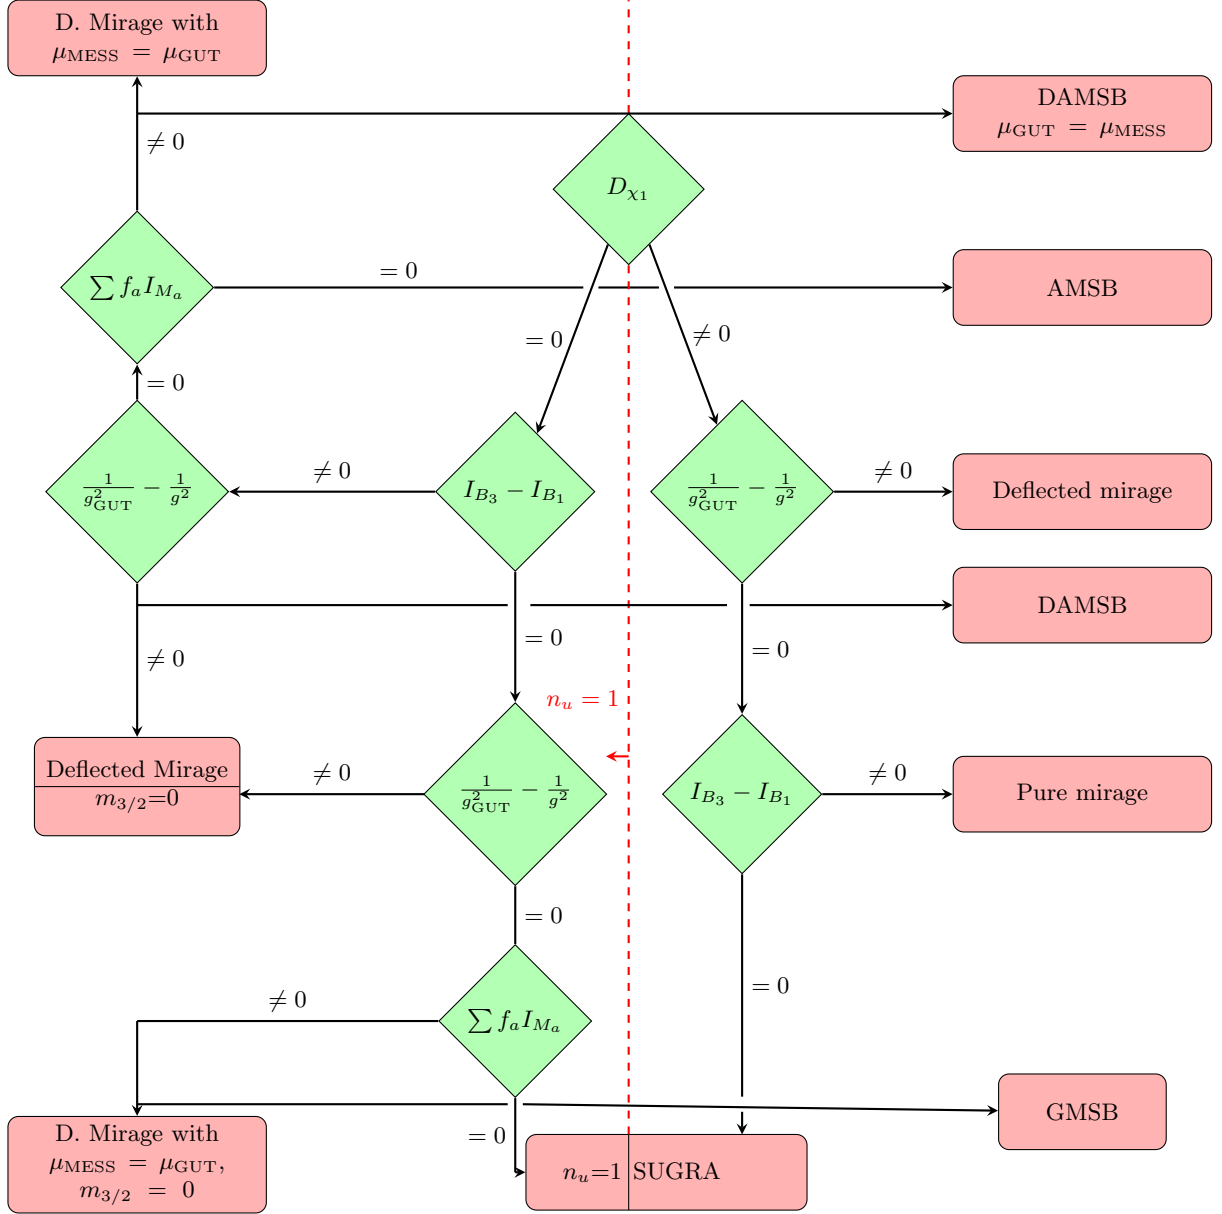 D. Mirage with
μ_MESS = μ_GUT
DAMSB
μ_GUT = μ_MESS
≠ 0
D_χ₁
= 0
∑ f_a I_{M_a}
AMSB
= 0
≠ 0
= 0
≠ 0
≠ 0
1/g²_GUT − 1/g²
I_{B_3} − I_{B_1}
1/g²_GUT − 1/g²
Deflected mirage
DAMSB
= 0
= 0
≠ 0
n_u = 1
Deflected Mirage
m_{3/2}=0
≠ 0
1/g²_GUT − 1/g²
I_{B_3} − I_{B_1}
≠ 0
Pure mirage
= 0
= 0
≠ 0
∑ f_a I_{M_a}
GMSB
= 0
D. Mirage with
μ_MESS = μ_GUT,
m_{3/2} = 0
n_u=1 SUGRA